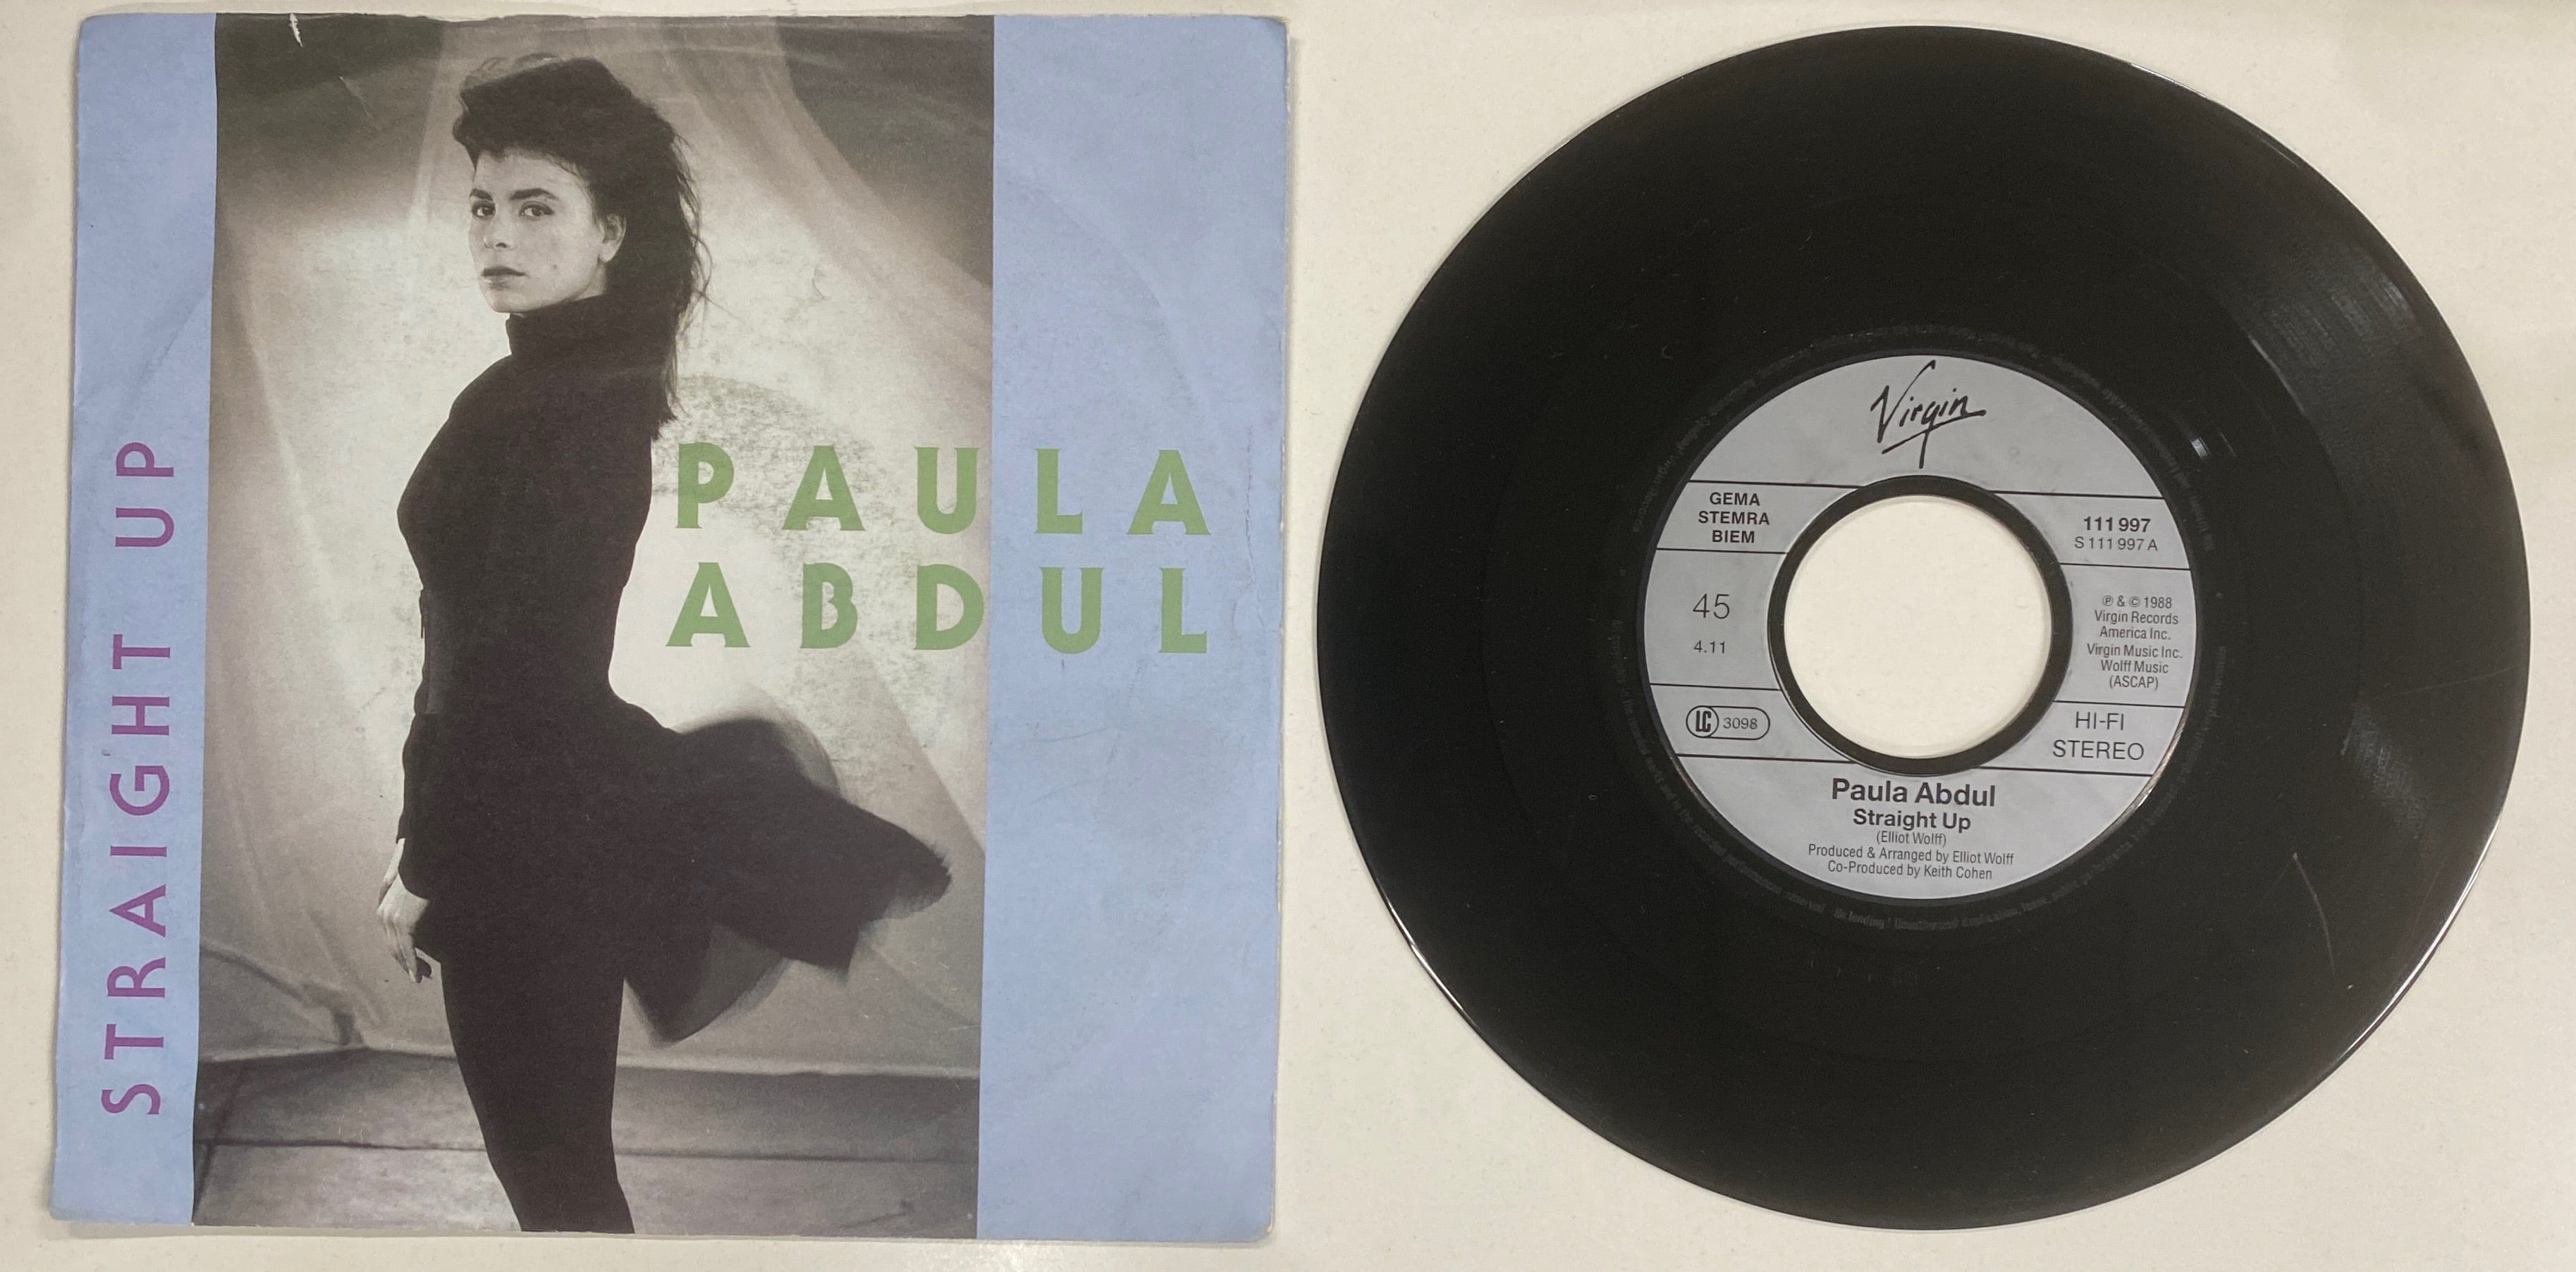 STRAIGHT UP
PAULA
ABDUL
Virgin
GEMA
STEMRA
BIEM
111 997
S 111 997 A
45
4.11
℗ & © 1988
Virgin Records
America Inc.
Virgin Music Inc.
Wolff Music
(ASCAP)
LC 3098
HI-FI
STEREO
Paula Abdul
Straight Up
(Elliot Wolff)
Produced & Arranged by Elliot Wolff
Co-Produced by Keith Cohen